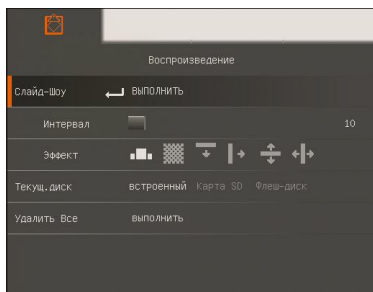 Воспроизведение
Слайд-Шоу ВЫПОЛНИТЬ
Интервал 10
Эффект
Текущ.диск встроенный Карта SD Флеш-диск
Удалить Все выполнить